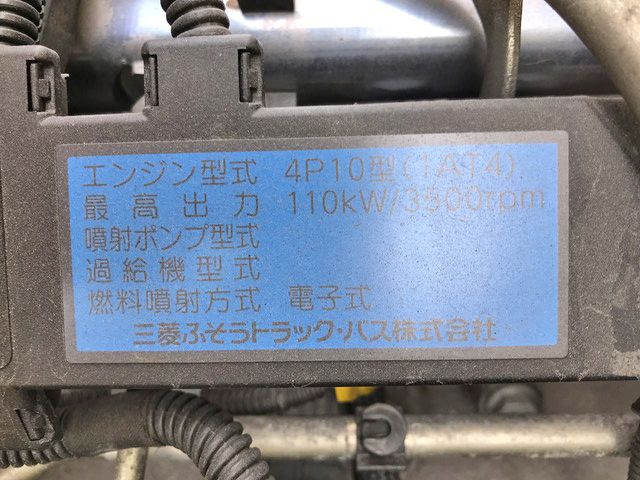 エンジン型式 4P10型(1AT4)
最高出力 110kW/3500rpm
噴射ポンプ型式
過給機型式
燃料噴射方式 電子式
三菱ふそうトラック・バス株式会社